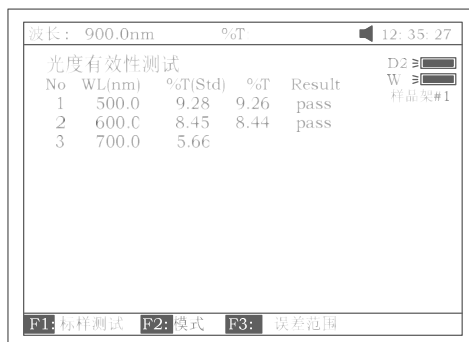 波长: 900.0nm %T 12:35:27
光度有效性测试 D2
No WL(nm) %T(Std) %T Result W
1 500.0 9.28 9.26 pass 样品架#1
2 600.0 8.45 8.44 pass
3 700.0 5.66
F1: 标样测试 F2: 模式 F3: 误差范围